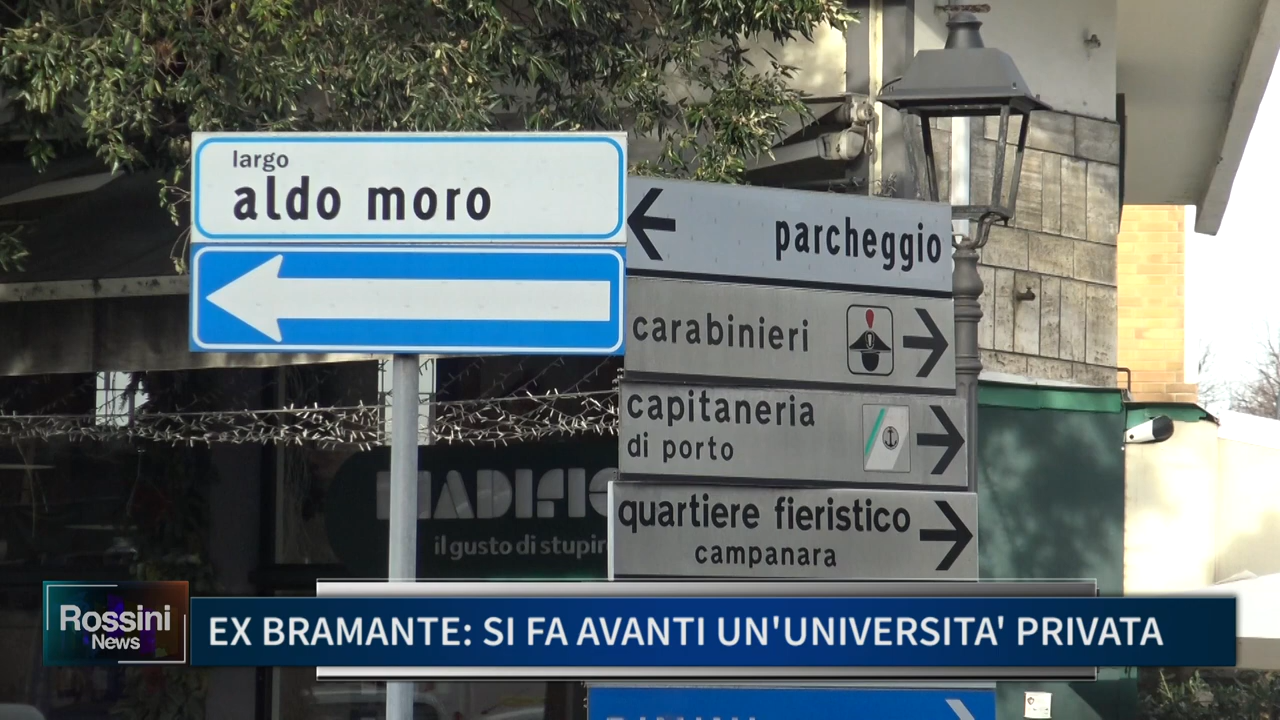 largo
aldo moro
parcheggio
carabinieri
capitaneria
di porto
quartiere fieristico
campanara
il gusto di stupir
Rossini
News
EX BRAMANTE: SI FA AVANTI UN'UNIVERSITA' PRIVATA